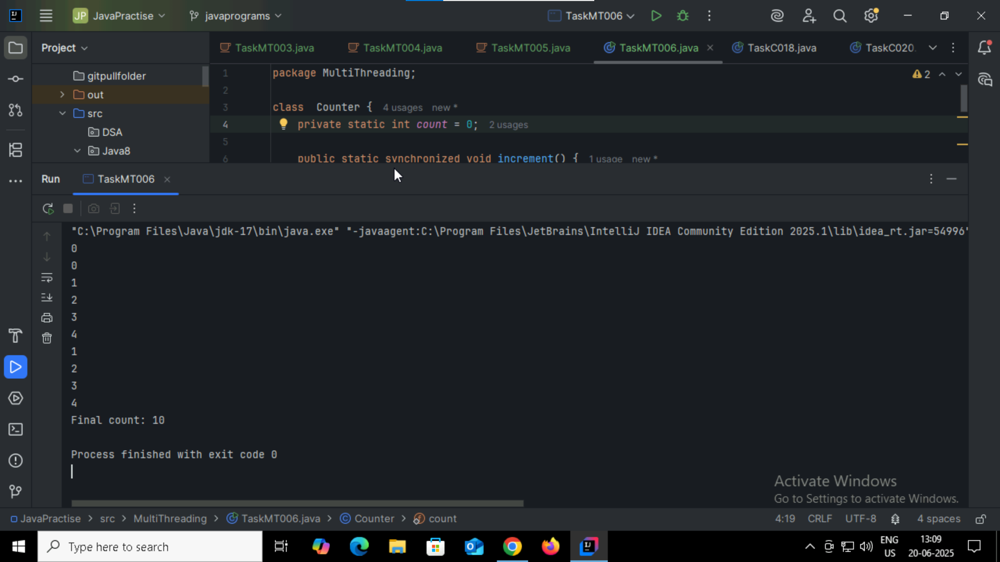 JP JavaPractise javaprograms TaskMT006
Project
TaskMT003.java TaskMT004.java TaskMT005.java TaskMT006.java TaskC018.java TaskC020.
gitpullfolder
out
src
DSA
Java8
1 package MultiThreading; 2
2
3 class Counter { 4 usages new *
4 private static int count = 0; 2 usages
5
6 public static synchronized void increment() { 1 usage new *
Run TaskMT006
"C:\Program Files\Java\jdk-17\bin\java.exe" "-javaagent:C:\Program Files\JetBrains\IntelliJ IDEA Community Edition 2025.1\lib\idea_rt.jar=54996"
0
0
1
2
3
4
1
2
3
4
Final count: 10
Process finished with exit code 0
Activate Windows
Go to Settings to activate Windows.
JavaPractise > src > MultiThreading > TaskMT006.java > Counter > count 4:19 CRLF UTF-8 4 spaces
Type here to search
ENG
US
13:09
20-06-2025